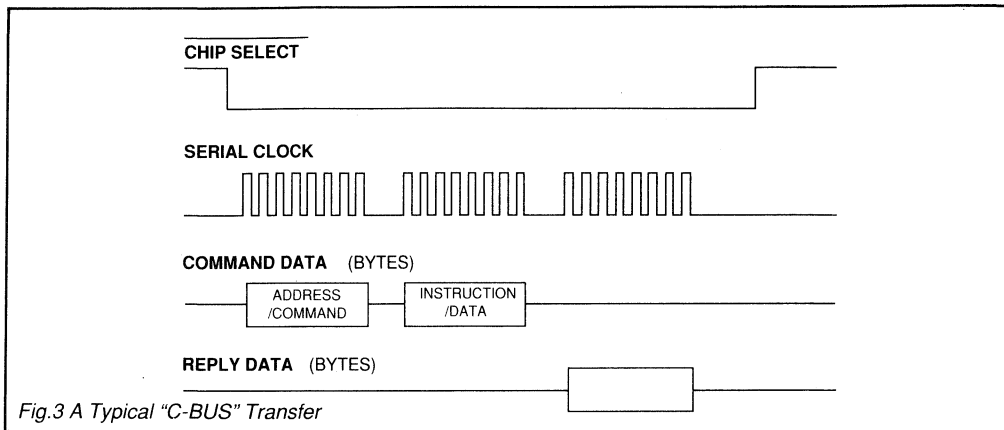 CHIP SELECT
SERIAL CLOCK
COMMAND DATA (BYTES)
ADDRESS
/COMMAND
INSTRUCTION
/DATA
REPLY DATA (BYTES)
Fig.3 A Typical “C-BUS” Transfer